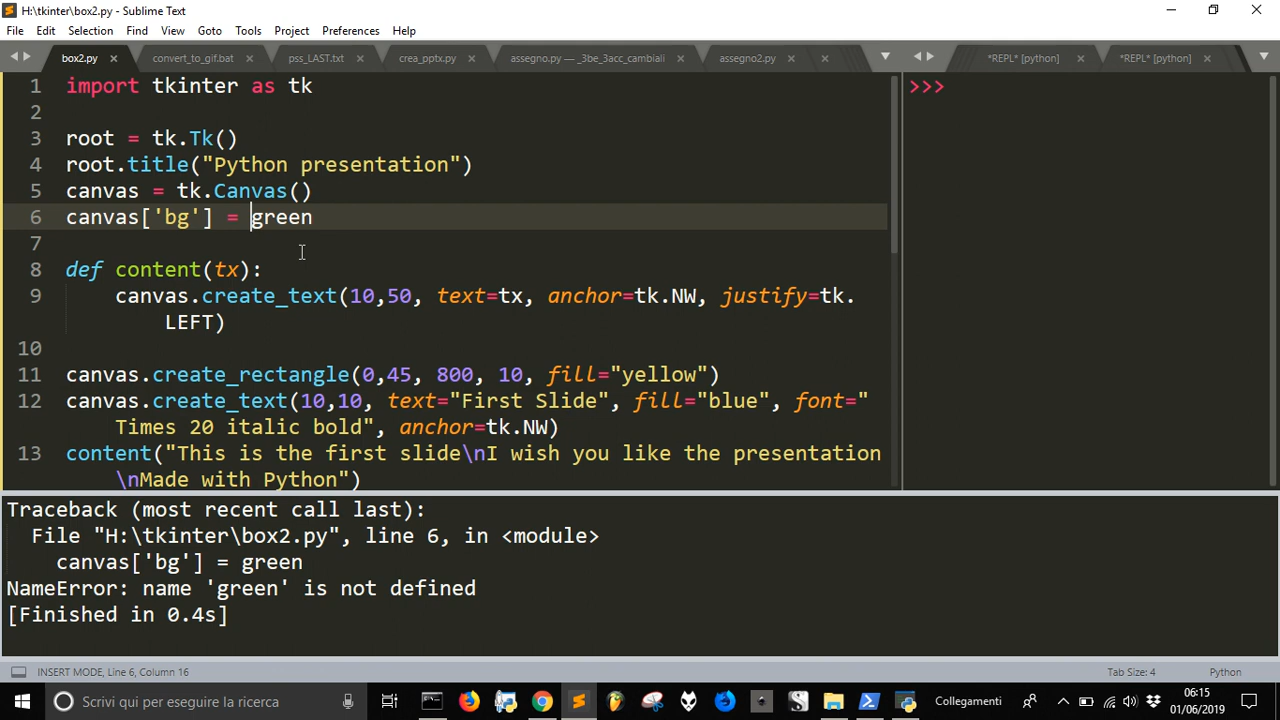 H:\tkinter\box2.py - Sublime Text
File Edit Selection Find View Goto Tools Project Preferences Help
box2.py × convert_to_gif.bat × pss_LAST.txt × crea_pptx.py × assegno.py — _3be_3acc_cambiali × assegno2.py × × *REPL* [python] × *REPL* [python] ×
1 import tkinter as tk
2
3 root = tk.Tk()
4 root.title("Python presentation")
5 canvas = tk.Canvas()
6 canvas['bg'] = green
7
8 def content(tx):
9 canvas.create_text(10,50, text=tx, anchor=tk.NW, justify=tk.
LEFT)
10
11 canvas.create_rectangle(0,45, 800, 10, fill="yellow")
12 canvas.create_text(10,10, text="First Slide", fill="blue", font="
Times 20 italic bold", anchor=tk.NW)
13 content("This is the first slide\nI wish you like the presentation
\nMade with Python")
>>>
Traceback (most recent call last):
File "H:\tkinter\box2.py", line 6, in <module>
canvas['bg'] = green
NameError: name 'green' is not defined
[Finished in 0.4s]
INSERT MODE, Line 6, Column 16 Tab Size: 4 Python
Scrivi qui per eseguire la ricerca Collegamenti 06:15
01/06/2019